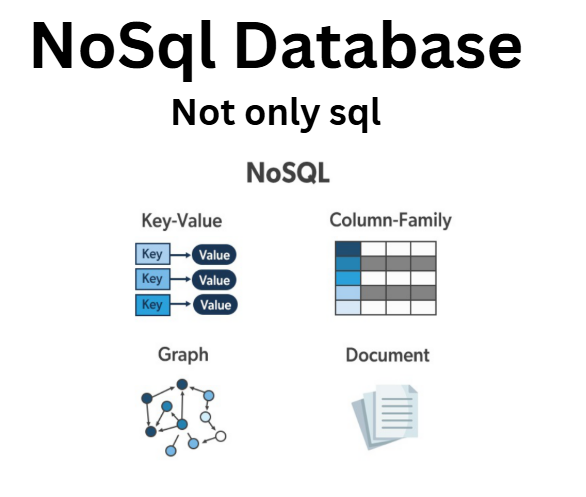 NoSql Database
Not only sql
NoSQL
Key-Value
Column-Family
Key Value
Key Value
Key Value
Graph
Document